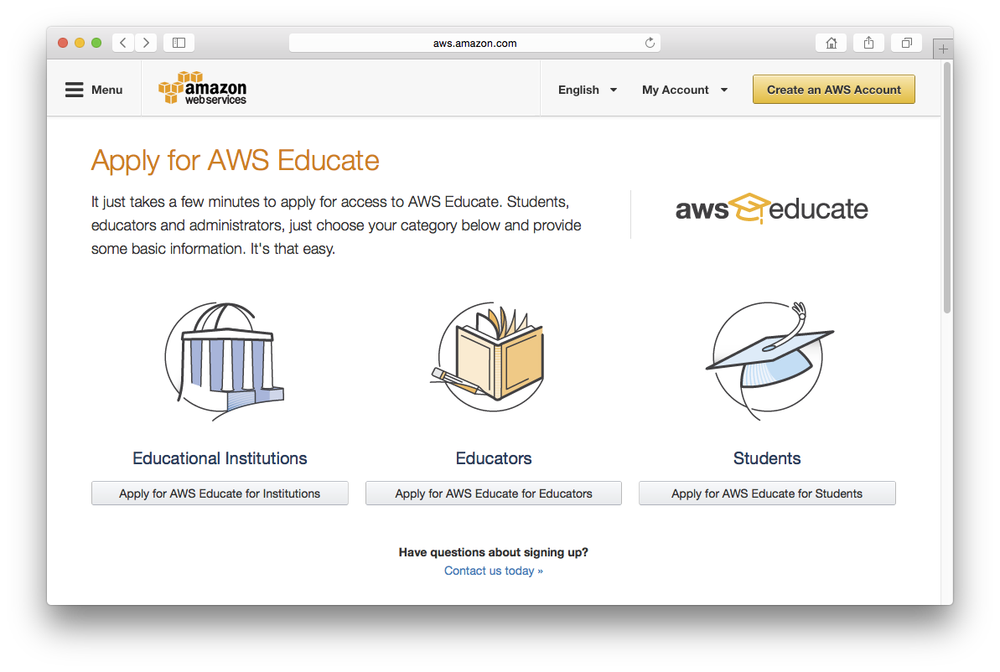 aws.amazon.com
Menu
amazon
webservices
English
My Account
Create an AWS Account
Apply for AWS Educate
It just takes a few minutes to apply for access to AWS Educate. Students,
educators and administrators, just choose your category below and provide
some basic information. It's that easy.
aws educate
Educational Institutions
Educators
Students
Apply for AWS Educate for Institutions
Apply for AWS Educate for Educators
Apply for AWS Educate for Students
Have questions about signing up?
Contact us today »